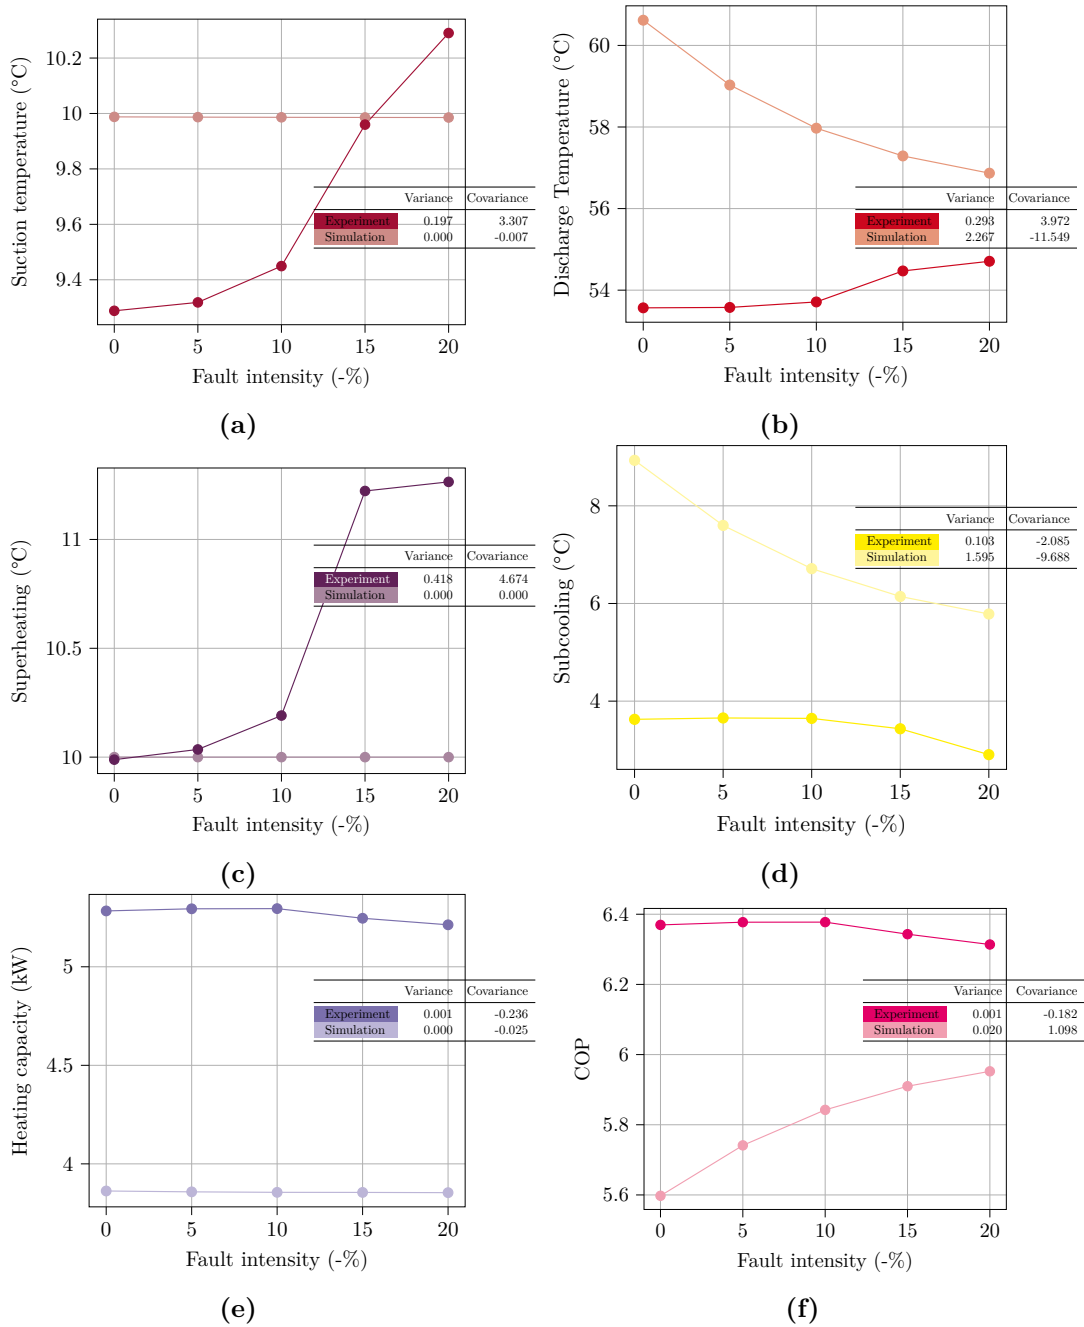 Suction temperature (°C)
10.2
10
9.8
9.6
9.4
Variance Covariance
Experiment 0.197 3.307
Simulation 0.000 -0.007
0 5 10 15 20
Fault intensity (-%)
(a)
Discharge Temperature (°C)
60
58
56
54
Variance Covariance
Experiment 0.293 3.972
Simulation 2.267 -11.549
0 5 10 15 20
Fault intensity (-%)
(b)
Superheating (°C)
11
10.5
10
Variance Covariance
Experiment 0.418 4.674
Simulation 0.000 0.000
0 5 10 15 20
Fault intensity (-%)
(c)
Subcooling (°C)
8
6
4
Variance Covariance
Experiment 0.103 -2.085
Simulation 1.595 -9.688
0 5 10 15 20
Fault intensity (-%)
(d)
Heating capacity (kW)
5
4.5
4
Variance Covariance
Experiment 0.001 -0.236
Simulation 0.000 -0.025
0 5 10 15 20
Fault intensity (-%)
(e)
COP
6.4
6.2
6
5.8
5.6
Variance Covariance
Experiment 0.001 -0.182
Simulation 0.020 1.098
0 5 10 15 20
Fault intensity (-%)
(f)